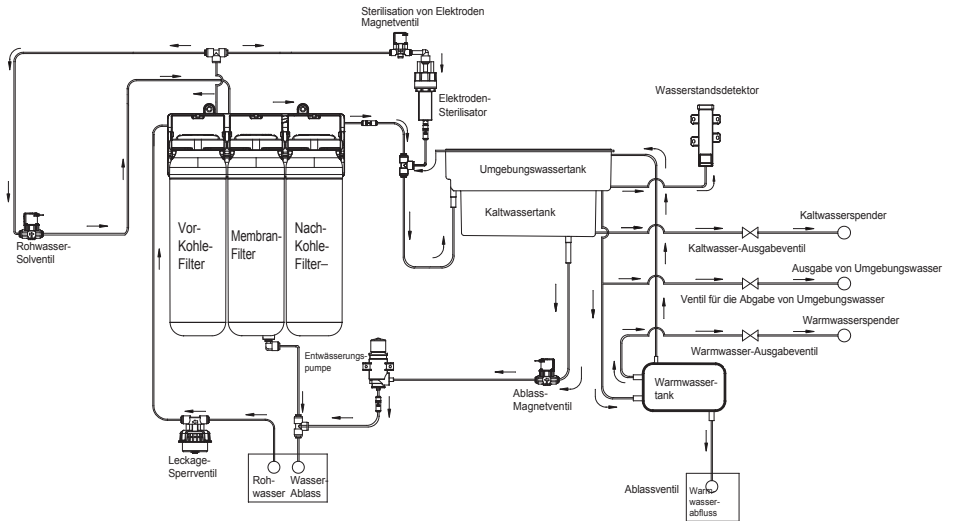 Sterilisation von Elektroden
Magnetventil
Elektroden-
Sterilisator
Wasserstandsdetektor
Umgebungswassertank
Kaltwassertank
Kaltwasserspender
Kaltwasser-Ausgabeventil
Rohwasser-
Solventil
Vor-
Kohle-
Filter
Membran-
Filter
Nach-
Kohle-
Filter–
Ausgabe von Umgebungswasser
Ventil für die Abgabe von Umgebungswasser
Warmwasserspender
Warmwasser-Ausgabeventil
Entwässerungs-
pumpe
Ablass-
Magnetventil
Warmwasser-
tank
Leckage-
Sperrventil
Roh-
wasser
Wasser-
Ablass
Ablassventil
Warm
wasser-
abfluss